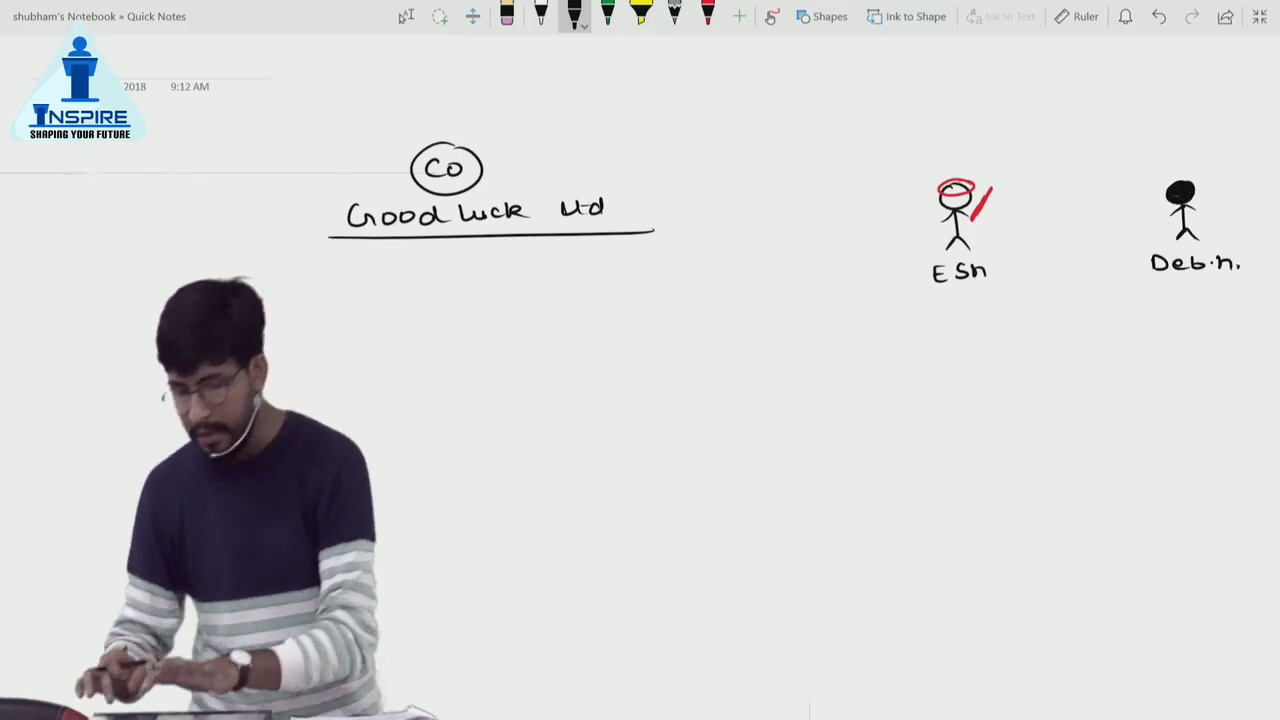 shubham's Notebook » Quick Notes
Shapes
Ink to Shape
Ink to Text
Ruler
2018 9:12 AM
INSPIRE
SHAPING YOUR FUTURE
CO
Good Luck Ltd
ESh
Deb.h.